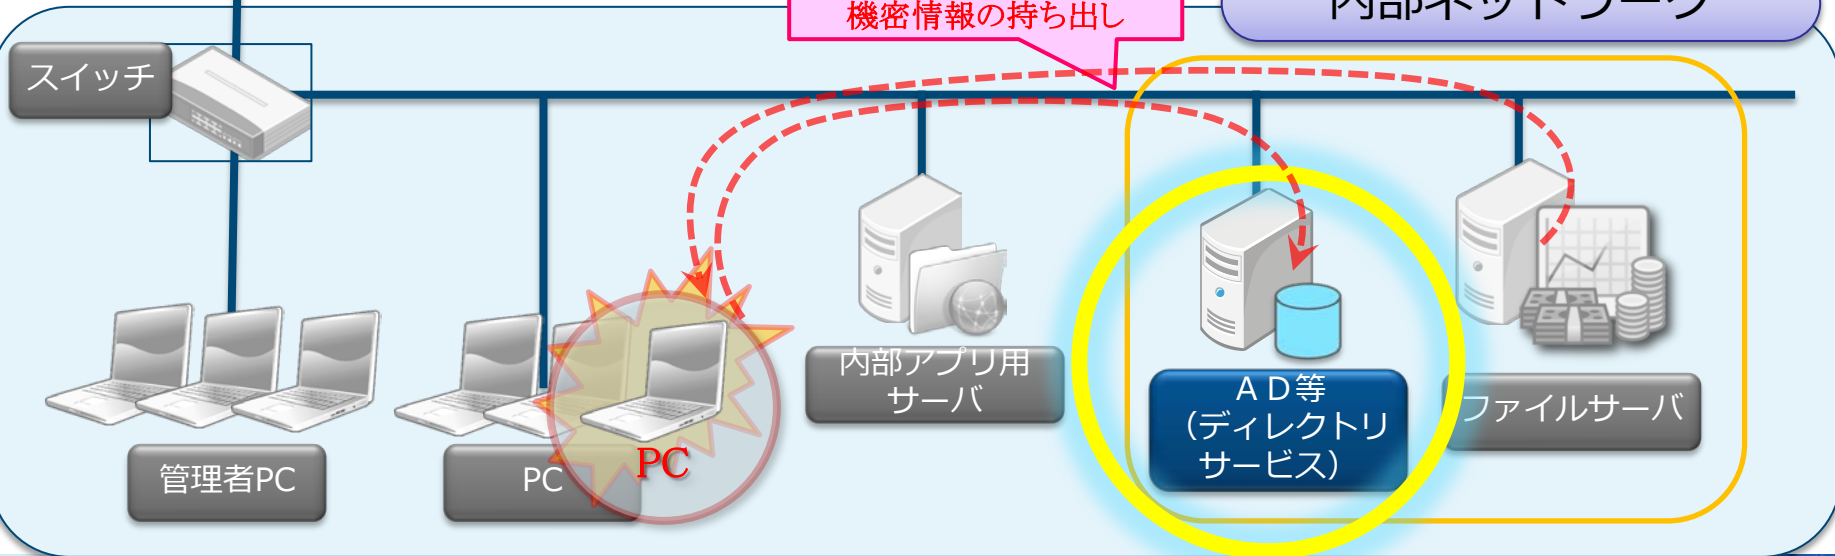 機密情報の持ち出し
内部ネットワーク
スイッチ
内部アプリ用
サーバ
ＡＤ等
（ディレクトリ
サービス）
ファイルサーバ
管理者PC
PC
PC